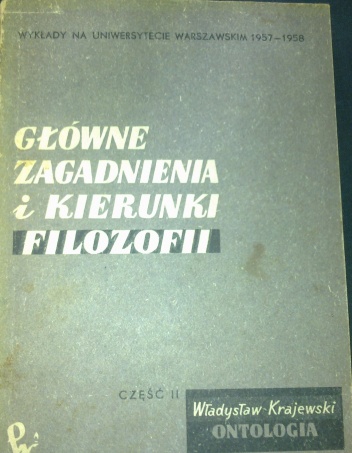 WYKŁADY NA UNIWERSYTECIE WARSZAWSKIM 1957-1958
GŁÓWNE
ZAGADNIENIA
i KIERUNKI
FILOZOFII
CZĘŚĆ II
Władysław Krajewski
ONTOLOGIA